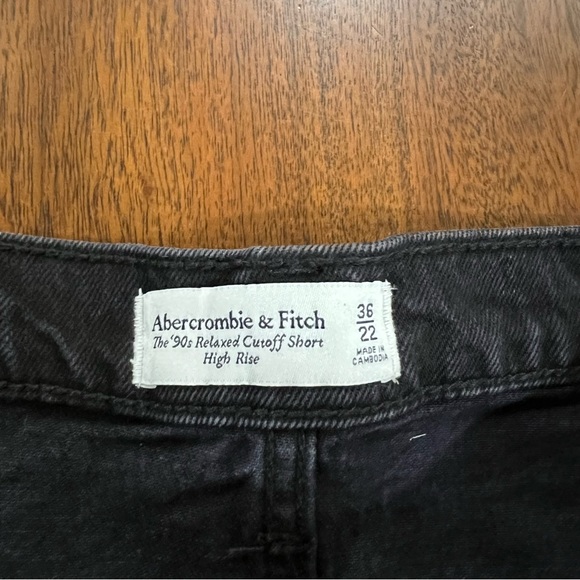 Abercrombie & Fitch
The '90s Relaxed Cutoff Short
High Rise
36
22
MADE IN
CAMBODIA